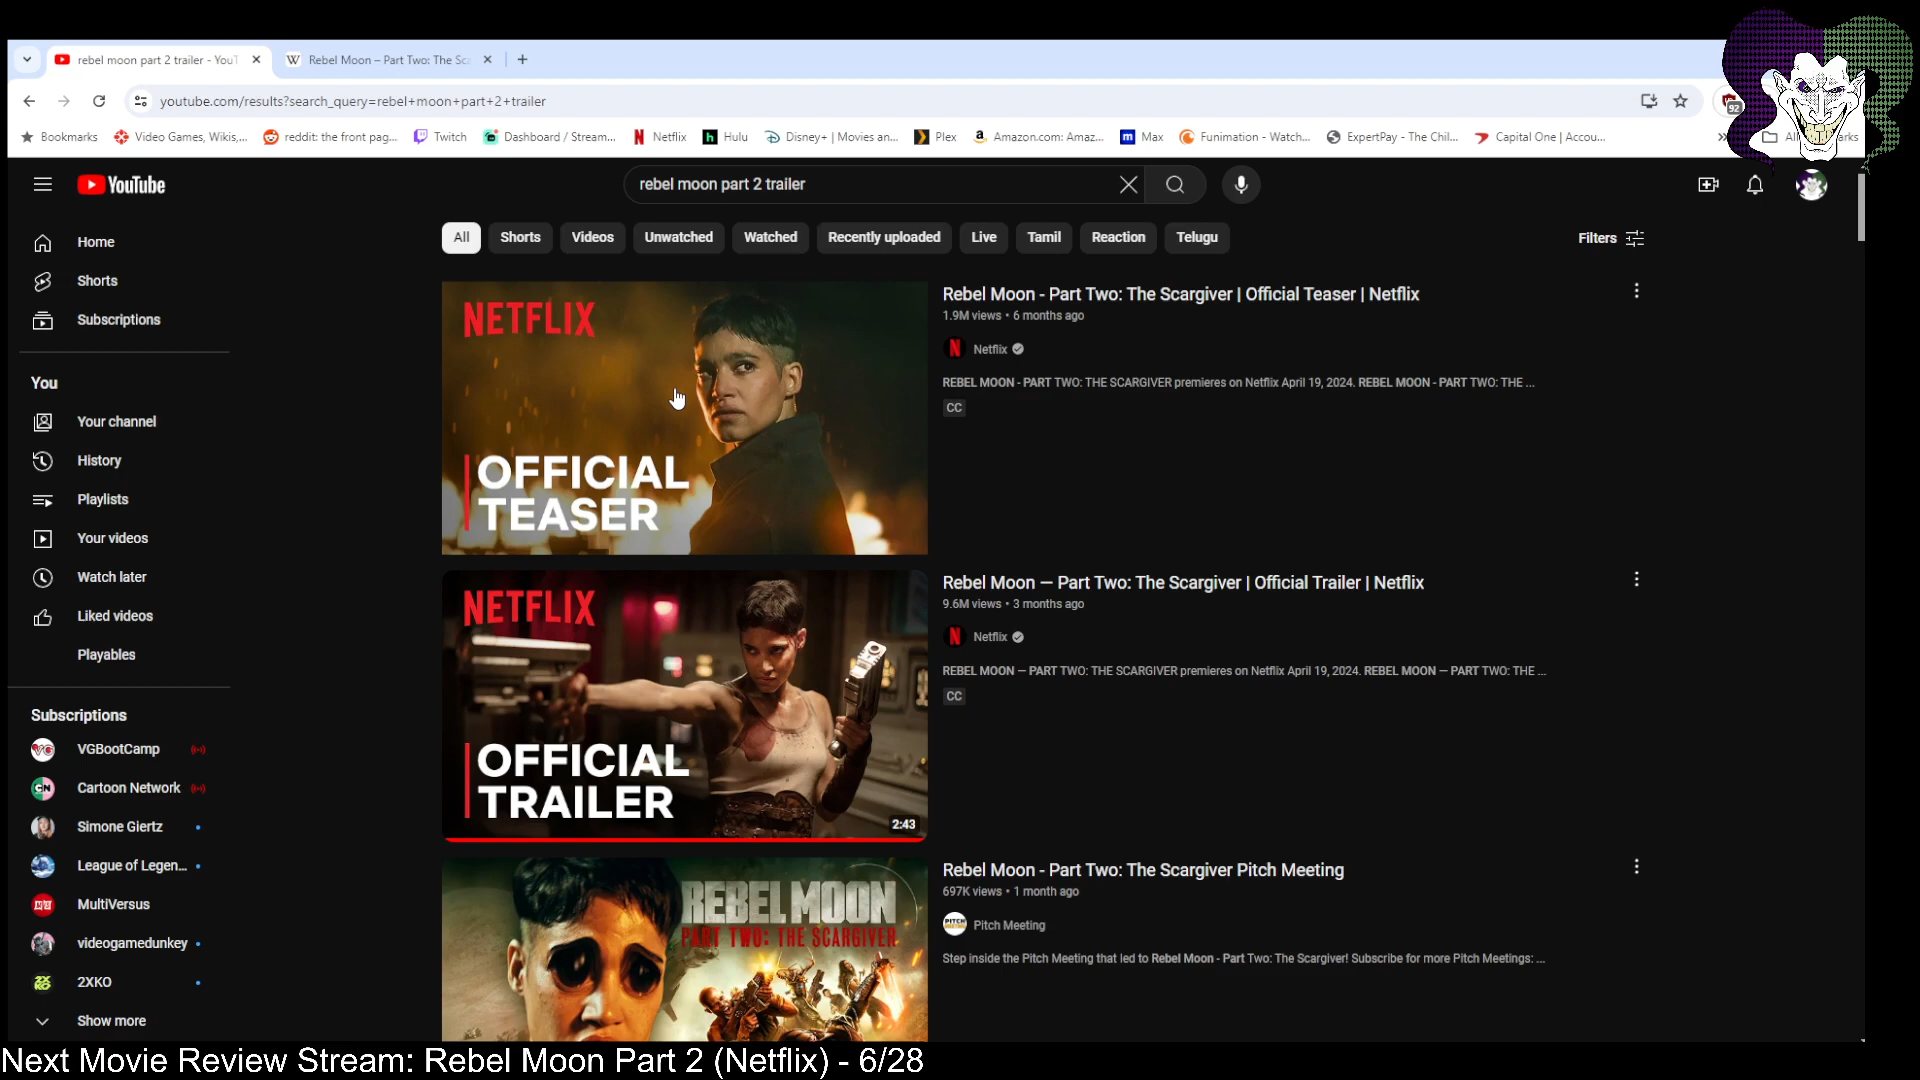 rebel moon part 2 trailer - YouT
Rebel Moon – Part Two: The Sc
youtube.com/results?search_query=rebel+moon+part+2+trailer
92
Bookmarks
Video Games, Wikis,...
reddit: the front pag...
Twitch
Dashboard / Stream...
Netflix
Hulu
Disney+ | Movies an...
Plex
Amazon.com: Amaz...
Max
Funimation - Watch...
ExpertPay - The Chil...
Capital One | Accou...
YouTube
rebel moon part 2 trailer
All
Shorts
Videos
Unwatched
Watched
Recently uploaded
Live
Tamil
Reaction
Telugu
Filters
Home
Shorts
Subscriptions
You
Your channel
History
Playlists
Your videos
Watch later
Liked videos
Playables
Subscriptions
VGBootCamp
Cartoon Network
Simone Giertz
League of Legen...
MultiVersus
videogamedunkey
2XKO
Show more
NETFLIX
OFFICIAL
TEASER
Rebel Moon - Part Two: The Scargiver | Official Teaser | Netflix
1.9M views • 6 months ago
Netflix
REBEL MOON - PART TWO: THE SCARGIVER premieres on Netflix April 19, 2024. REBEL MOON - PART TWO: THE ...
CC
NETFLIX
OFFICIAL
TRAILER
2:43
Rebel Moon — Part Two: The Scargiver | Official Trailer | Netflix
9.6M views • 3 months ago
Netflix
REBEL MOON — PART TWO: THE SCARGIVER premieres on Netflix April 19, 2024. REBEL MOON — PART TWO: THE ...
CC
REBEL MOON
PART TWO: THE SCARGIVER
Rebel Moon - Part Two: The Scargiver Pitch Meeting
697K views • 1 month ago
PITCH
MEETING
Pitch Meeting
Step inside the Pitch Meeting that led to Rebel Moon - Part Two: The Scargiver! Subscribe for more Pitch Meetings: ...
Next Movie Review Stream: Rebel Moon Part 2 (Netflix) - 6/28